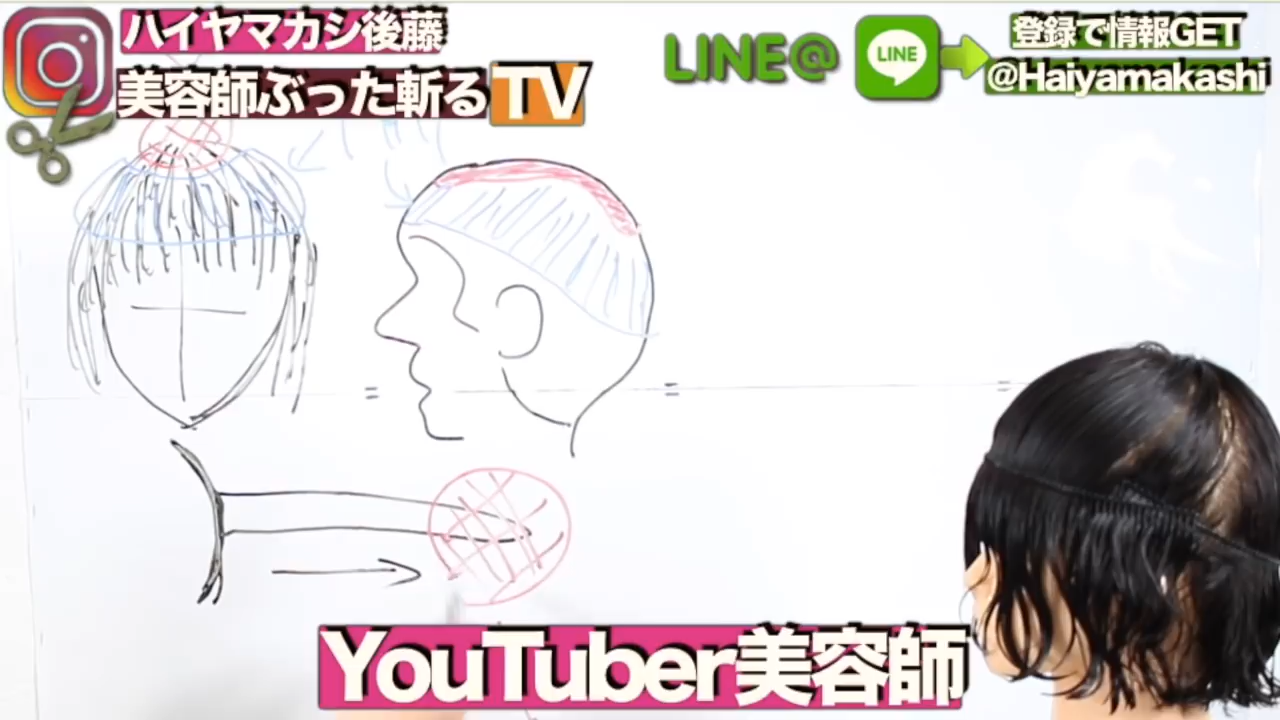 ハイヤマカシ後藤
美容師ぶった斬るTV
LINE@
LINE
登録で情報GET
@Haiyamakashi
YouTuber美容師